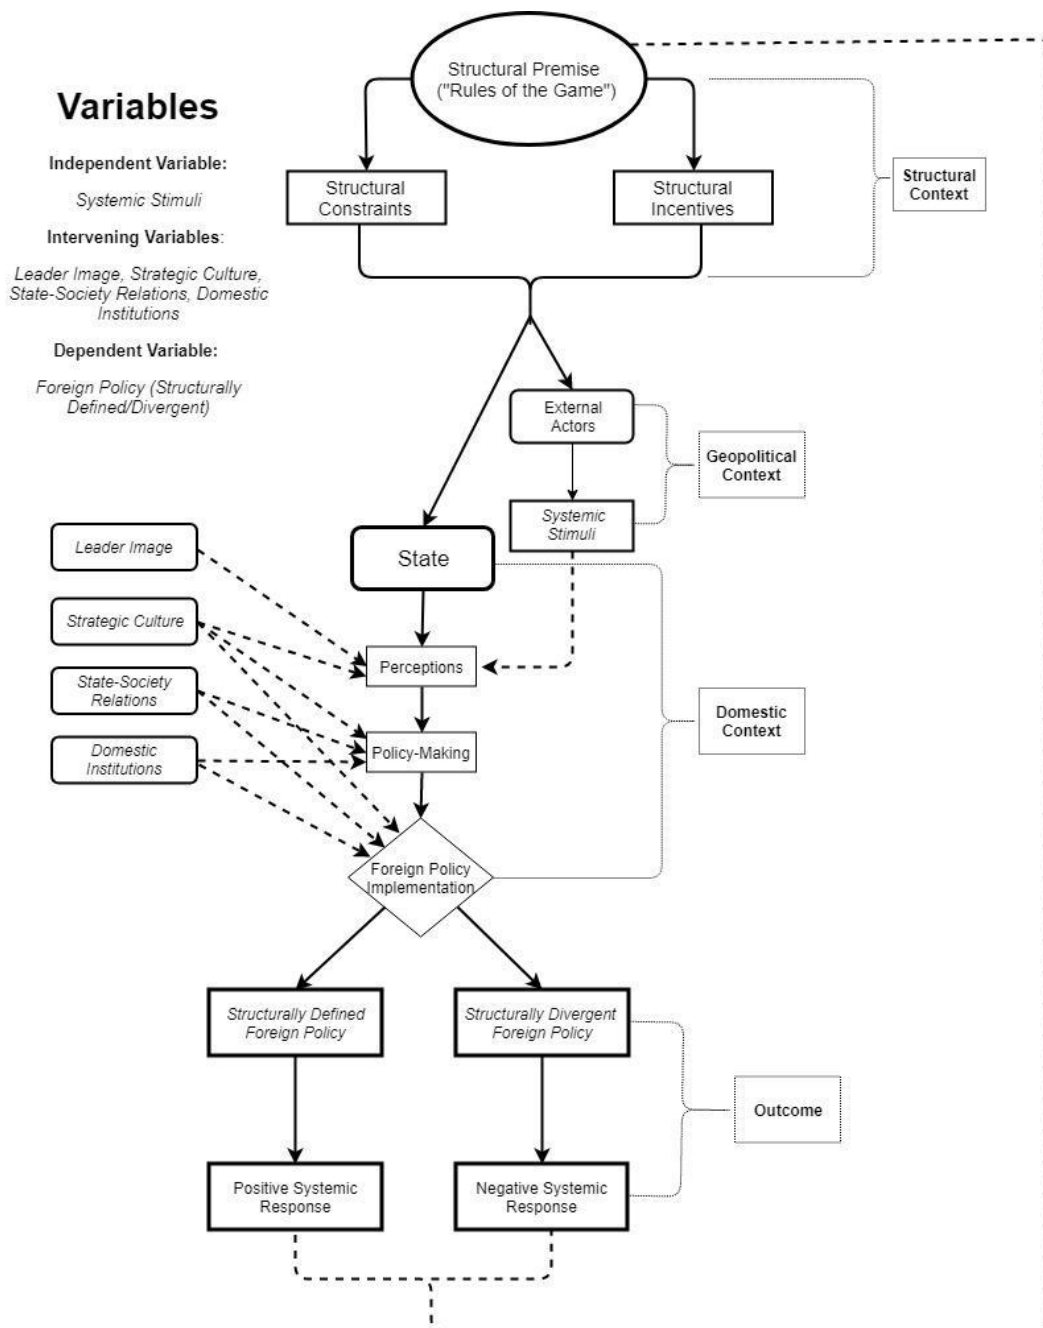 Structural Premise
("Rules of the Game")
Variables
Independent Variable:
Systemic Stimuli
Intervening Variables:
Leader Image, Strategic Culture,
State-Society Relations, Domestic
Institutions
Dependent Variable:
Foreign Policy (Structurally
Defined/Divergent)
Structural
Constraints
Structural
Incentives
Structural
Context
External
Actors
Geopolitical
Context
Systemic
Stimuli
State
Leader Image
Strategic Culture
State-Society
Relations
Domestic
Institutions
Perceptions
Policy-Making
Domestic
Context
Foreign Policy
Implementation
Structurally Defined
Foreign Policy
Structurally Divergent
Foreign Policy
Outcome
Positive Systemic
Response
Negative Systemic
Response